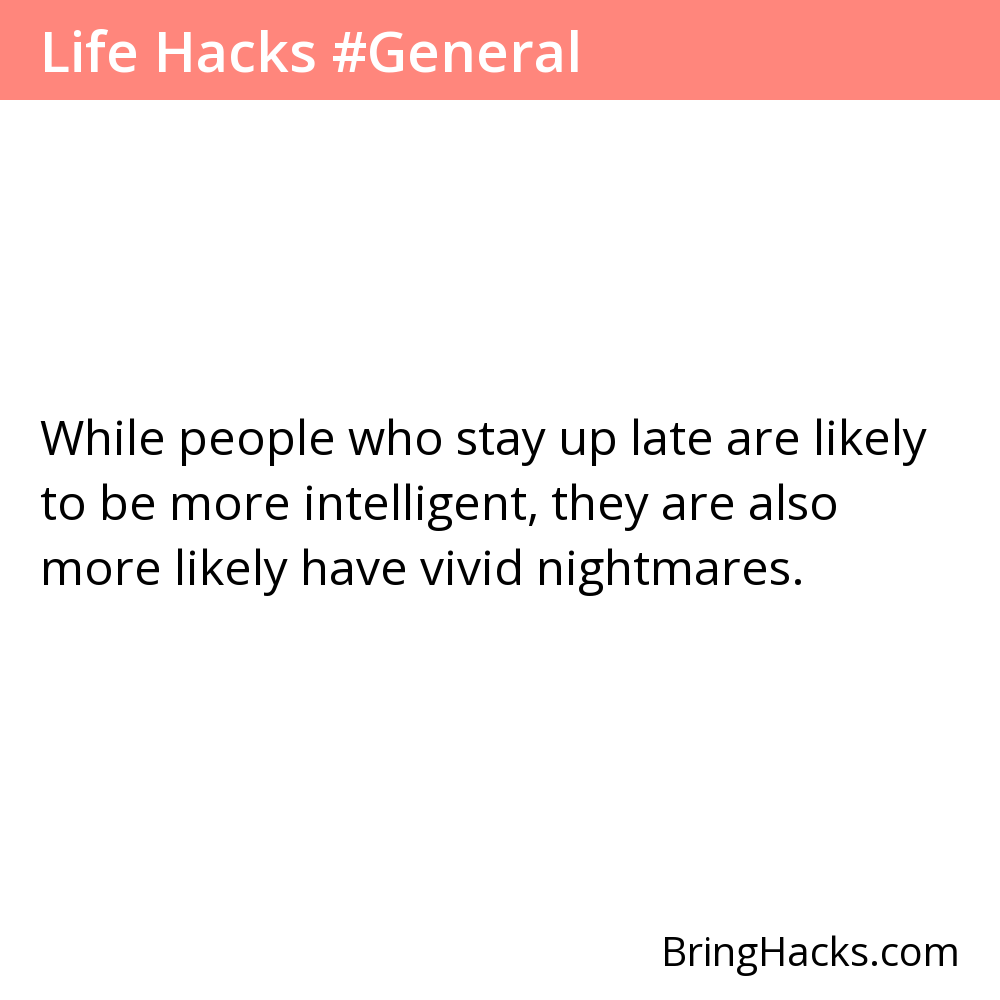 Life Hacks #General
While people who stay up late are likely
to be more intelligent, they are also
more likely have vivid nightmares.
BringHacks.com